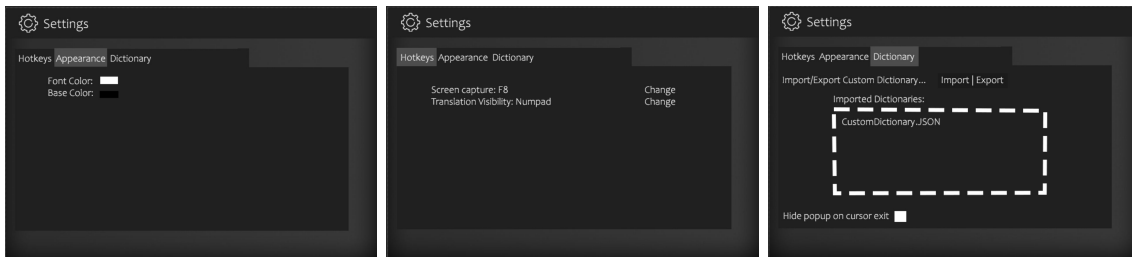 Settings
Hotkeys Appearance Dictionary
Font Color:
Base Color:
Settings
Hotkeys Appearance Dictionary
Screen capture: F8 Change
Translation Visibility: Numpad Change
Settings
Hotkeys Appearance Dictionary
Import/Export Custom Dictionary... Import | Export
Imported Dictionaries:
CustomDictionary.JSON
Hide popup on cursor exit